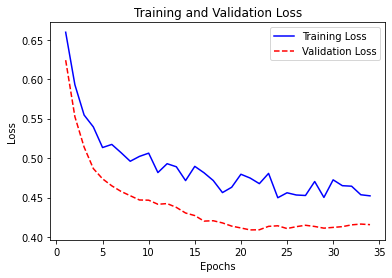 Training and Validation Loss
Training Loss
Validation Loss
0.65
0.60
0.55
0.50
0.45
0.40
Loss
0 5 10 15 20 25 30 35
Epochs